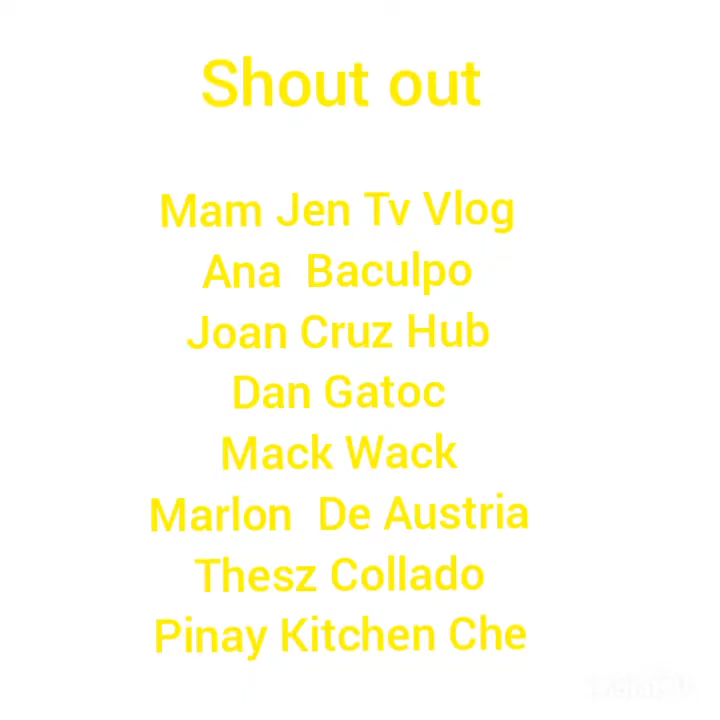 Shout out
Mam Jen Tv Vlog
Ana Baculpo
Joan Cruz Hub
Dan Gatoc
Mack Wack
Marlon De Austria
Thesz Collado
Pinay Kitchen Che